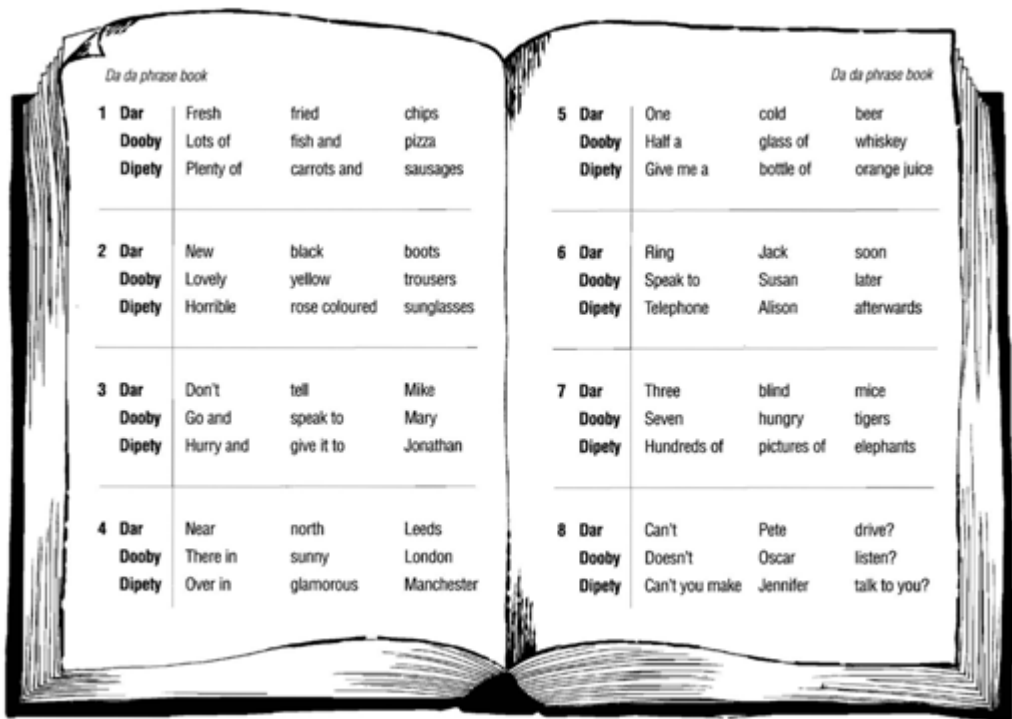 Da da phrase book
1 Dar Fresh fried chips
Dooby Lots of fish and pizza
Dipety Plenty of carrots and sausages
2 Dar New black boots
Dooby Lovely yellow trousers
Dipety Horrible rose coloured sunglasses
3 Dar Don't tell Mike
Dooby Go and speak to Mary
Dipety Hurry and give it to Jonathan
4 Dar Near north Leeds
Dooby There in sunny London
Dipety Over in glamorous Manchester
Da da phrase book
5 Dar One cold beer
Dooby Half a glass of whiskey
Dipety Give me a bottle of orange juice
6 Dar Ring Jack soon
Dooby Speak to Susan later
Dipety Telephone Alison afterwards
7 Dar Three blind mice
Dooby Seven hungry tigers
Dipety Hundreds of pictures of elephants
8 Dar Can't Pete drive?
Dooby Doesn't Oscar listen?
Dipety Can't you make Jennifer talk to you?